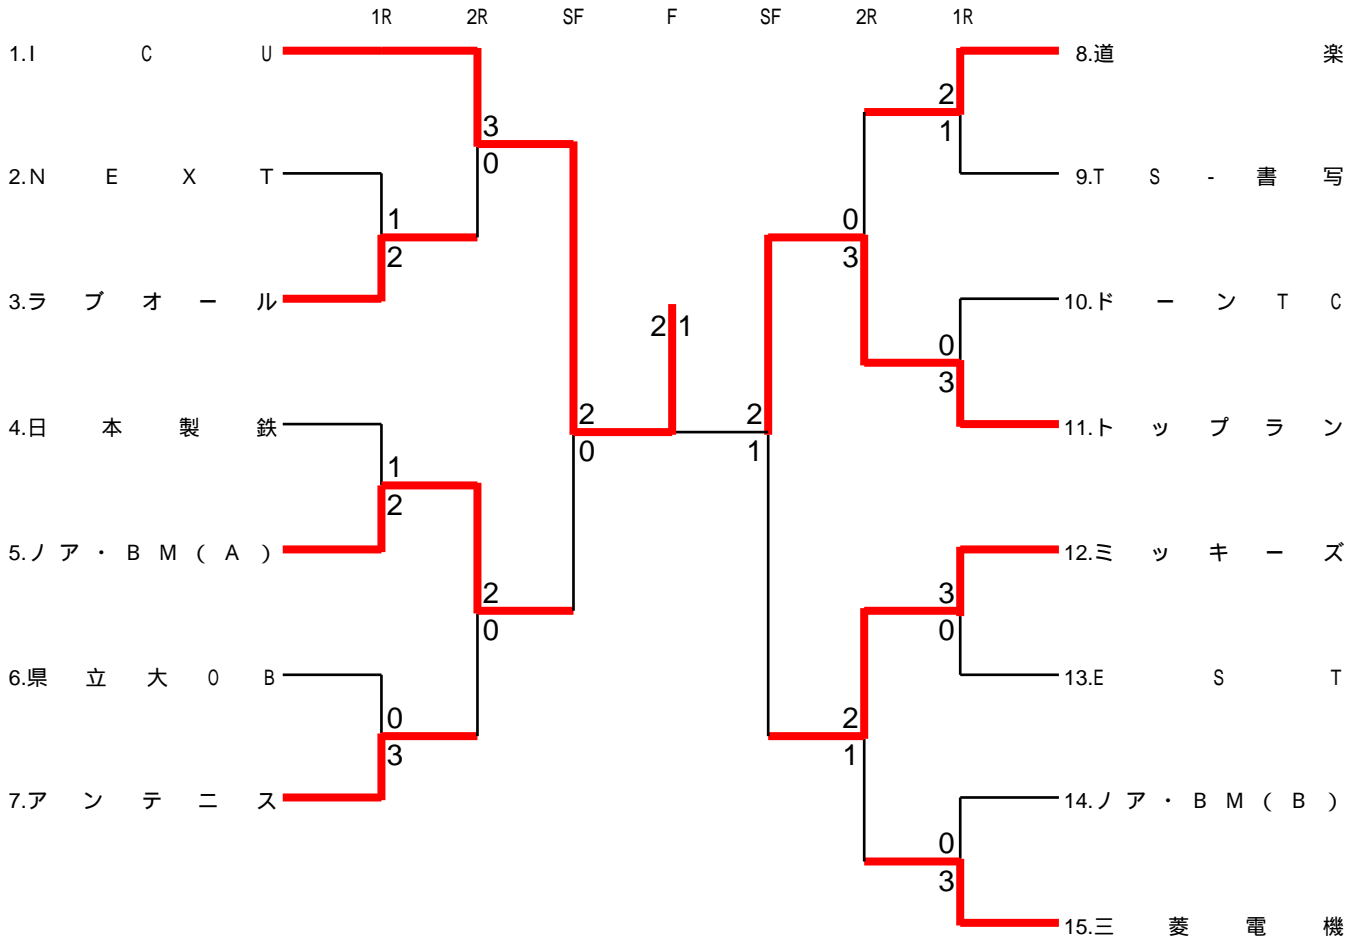 1R 2R SF F SF 2R 1R
1.I C U
8.道 楽
2
3
1
0
2.N E X T
9.T S - 書 写
1
0
2
3
3.ラ ブ オ ー ル
10.ド ー ン T C
2 1
0
3
2
2
4.日 本 製 鉄
11.ト ッ プ ラ ン
0
1
1
2
5.ノ ア ・ B M ( A )
12.ミ ッ キ ー ズ
2
3
0
0
6.県 立 大 O B
13.E S T
0
2
3
1
7.ア ン テ ニ ス
14.ノ ア ・ B M ( B )
0
3
15.三 菱 電 機